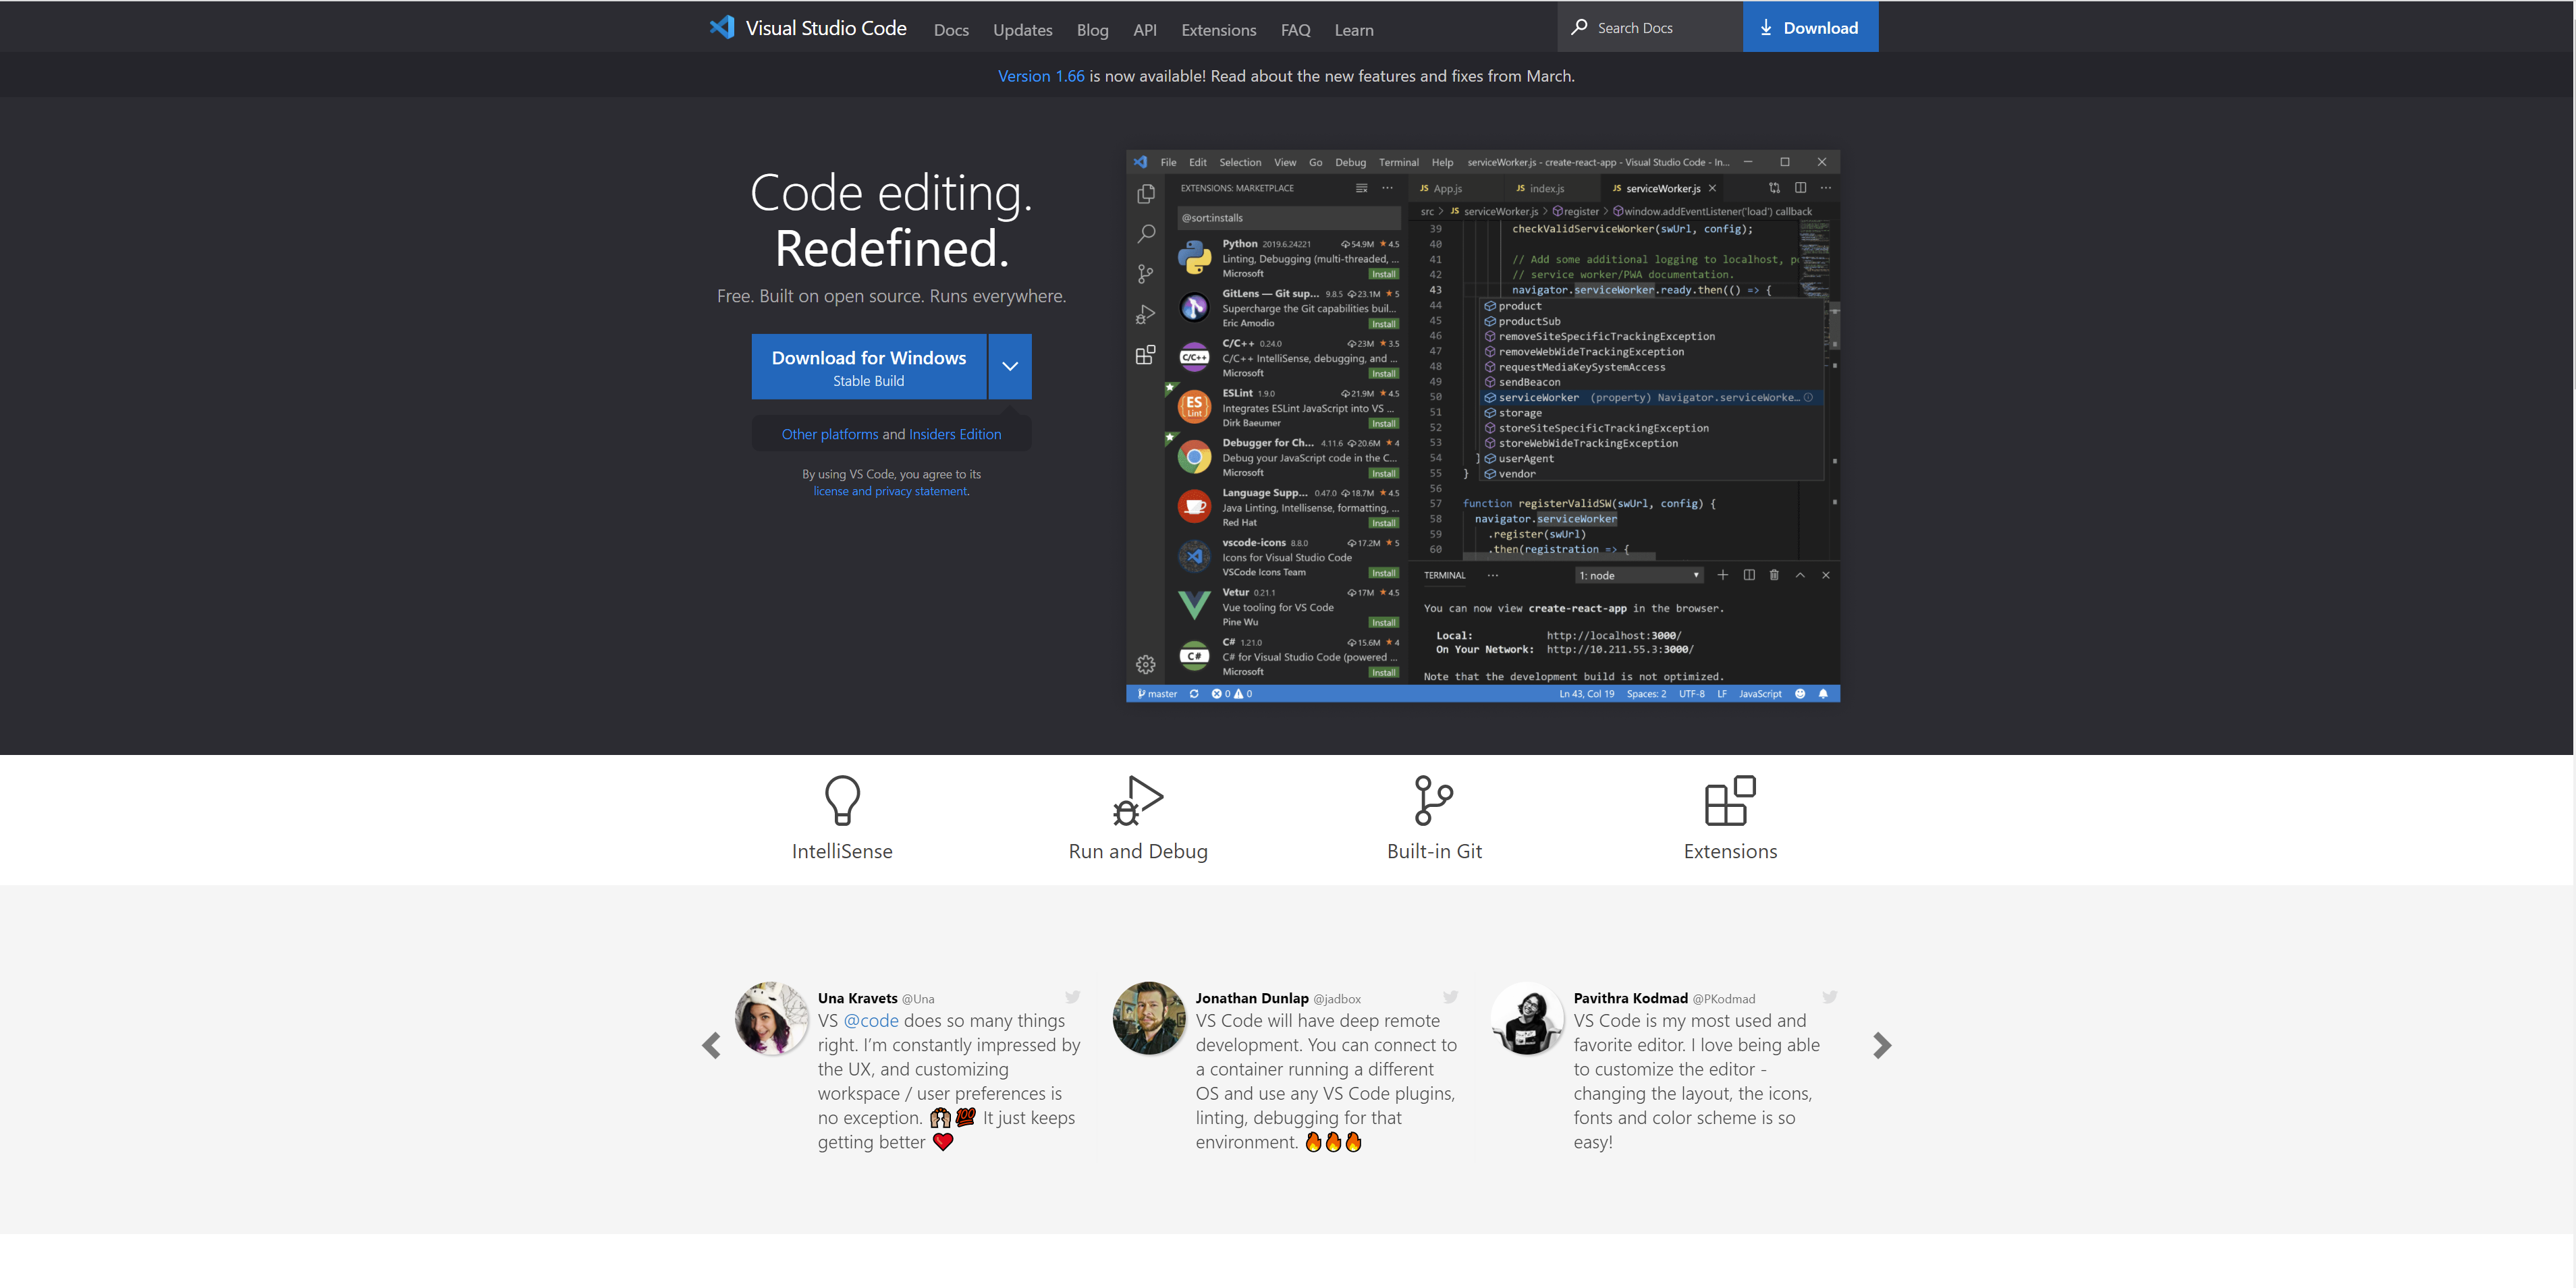 Visual Studio Code Docs Updates Blog API Extensions FAQ Learn Search Docs Download
Version 1.66 is now available! Read about the new features and fixes from March.
Code editing.
Redefined.
Free. Built on open source. Runs everywhere.
Download for Windows
Stable Build
Other platforms and Insiders Edition
By using VS Code, you agree to its
license and privacy statement.
File Edit Selection View Go Debug Terminal Help serviceWorker.js - create-react-app - Visual Studio Code - In...
EXTENSIONS: MARKETPLACE
@sort:installs
Python 2019.6.24221 54.9M 4.5
Linting, Debugging (multi-threaded, ...
Microsoft Install
GitLens — Git sup... 9.8.5 23.1M 5
Supercharge the Git capabilities buil...
Eric Amodio Install
C/C++ C/C++ 0.24.0 23M 3.5
C/C++ IntelliSense, debugging, and ...
Microsoft Install
ES Lint ESLint 1.9.0 21.9M 4.5
Integrates ESLint JavaScript into VS ...
Dirk Baeumer Install
Debugger for Ch... 4.11.6 20.6M 4
Debug your JavaScript code in the C...
Microsoft Install
Language Supp... 0.47.0 18.7M 4.5
Java Linting, Intellisense, formatting, ...
Red Hat Install
vscode-icons 8.8.0 17.2M 5
Icons for Visual Studio Code
VSCode Icons Team Install
Vetur 0.21.1 17M 4.5
Vue tooling for VS Code
Pine Wu Install
C# C# 1.21.0 15.6M 4
C# for Visual Studio Code (powered ...
Microsoft Install
JS App.js JS index.js JS serviceWorker.js
src > JS serviceWorker.js > register > window.addEventListener('load') callback
39 checkValidServiceWorker(swUrl, config);
40
41 // Add some additional logging to localhost, po
42 // service worker/PWA documentation.
43 navigator.serviceWorker.ready.then(() => {
44 product
45 productSub
46 removeSiteSpecificTrackingException
47 removeWebWideTrackingException
48 requestMediaKeySystemAccess
49 sendBeacon
50 serviceWorker (property) Navigator.serviceWorke...
51 storage
52 storeSiteSpecificTrackingException
53 storeWebWideTrackingException
54 } userAgent
55 } vendor
56
57 function registerValidSW(swUrl, config) {
58 navigator.serviceWorker
59 .register(swUrl)
60 .then(registration => {
TERMINAL ... 1: node
You can now view create-react-app in the browser.
Local: http://localhost:3000/
On Your Network: http://10.211.55.3:3000/
Note that the development build is not optimized.
master 0 0 Ln 43, Col 19 Spaces: 2 UTF-8 LF JavaScript
IntelliSense Run and Debug Built-in Git Extensions
Una Kravets @Una
VS @code does so many things
right. I'm constantly impressed by
the UX, and customizing
workspace / user preferences is
no exception. 🙌💯 It just keeps
getting better ❤️
Jonathan Dunlap @jadbox
VS Code will have deep remote
development. You can connect to
a container running a different
OS and use any VS Code plugins,
linting, debugging for that
environment. 🔥🔥🔥
Pavithra Kodmad @PKodmad
VS Code is my most used and
favorite editor. I love being able
to customize the editor -
changing the layout, the icons,
fonts and color scheme is so
easy!